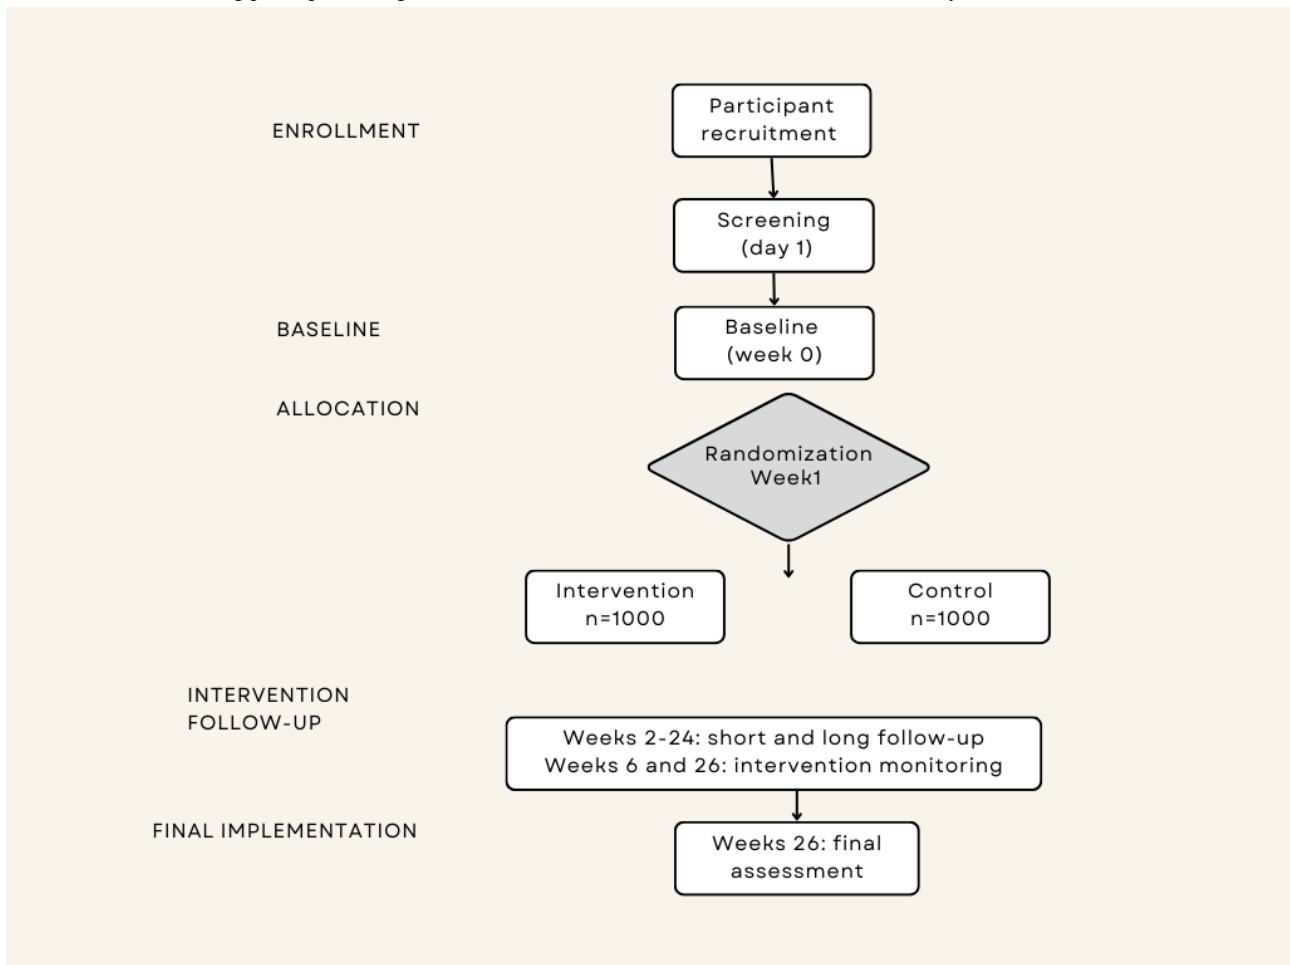 ENROLLMENT
Participant
recruitment
Screening
(day 1)
BASELINE
Baseline
(week 0)
ALLOCATION
Randomization
Week1
Intervention
n=1000
Control
n=1000
INTERVENTION
FOLLOW-UP
Weeks 2-24: short and long follow-up
Weeks 6 and 26: intervention monitoring
FINAL IMPLEMENTATION
Weeks 26: final
assessment